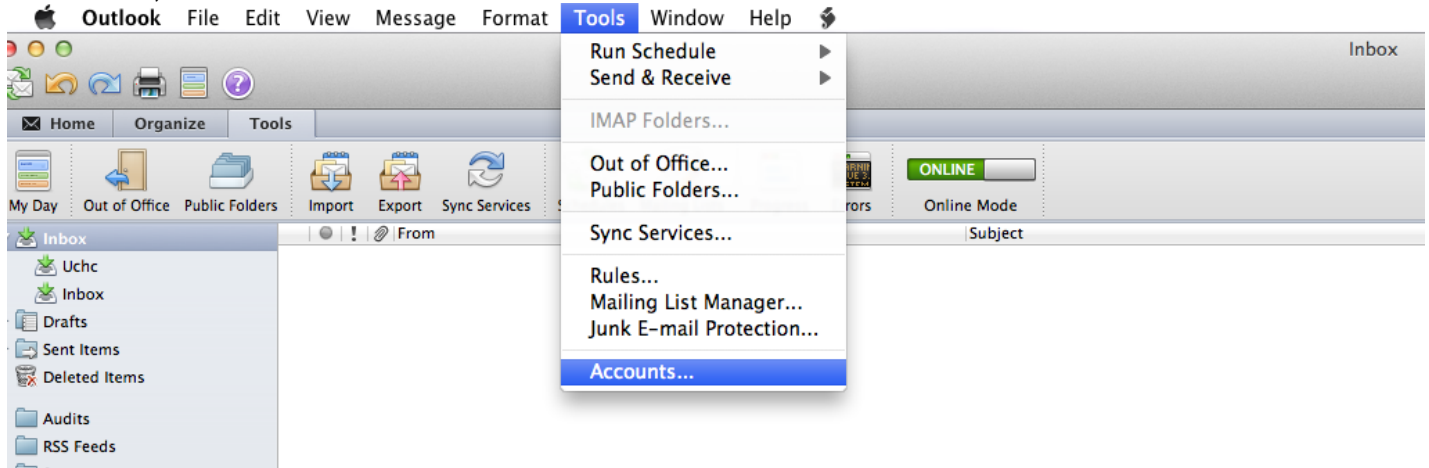 Outlook File Edit View Message Format Tools Window Help
Inbox
?
Home Organize Tools
Run Schedule
Send & Receive
IMAP Folders...
Out of Office...
Public Folders...
Sync Services...
Rules...
Mailing List Manager...
Junk E-mail Protection...
Accounts...
My Day Out of Office Public Folders Import Export Sync Services
ONLINE
Online Mode
! From Subject
Inbox
Uchc
Inbox
Drafts
Sent Items
Deleted Items
Audits
RSS Feeds